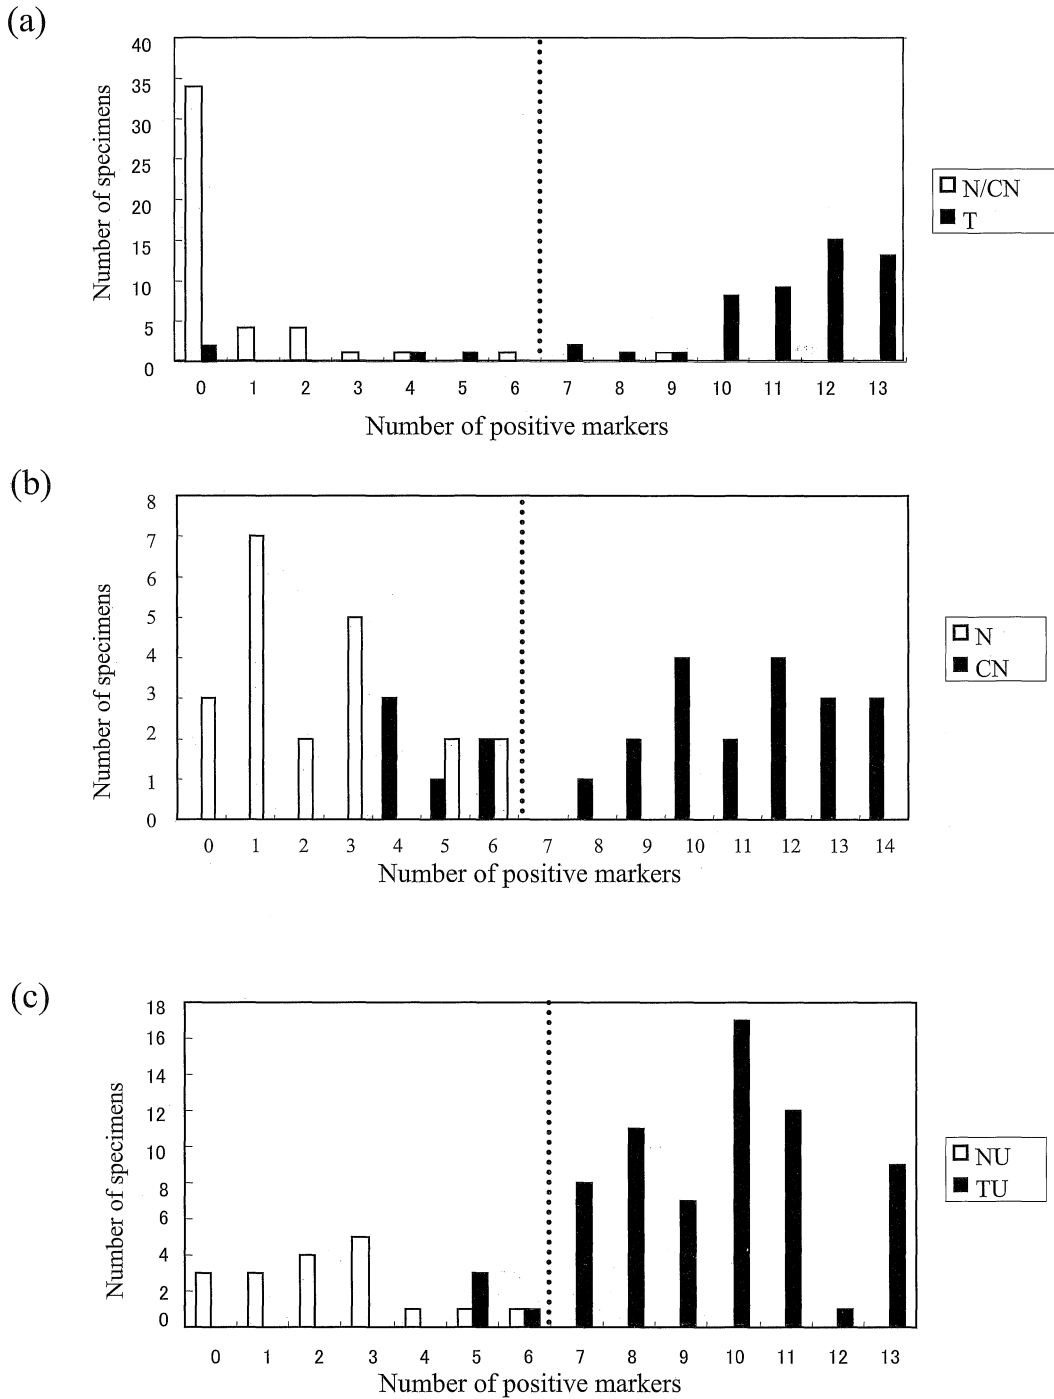 (a)
Number of specimens
40
35
30
25
20
15
10
5
0
0 1 2 3 4 5 6 7 8 9 10 11 12 13
Number of positive markers
N/CN
T
(b)
Number of specimens
8
7
6
5
4
3
2
1
0
0 1 2 3 4 5 6 7 8 9 10 11 12 13 14
Number of positive markers
N
CN
(c)
Number of specimens
18
16
14
12
10
8
6
4
2
0
0 1 2 3 4 5 6 7 8 9 10 11 12 13
Number of positive markers
NU
TU